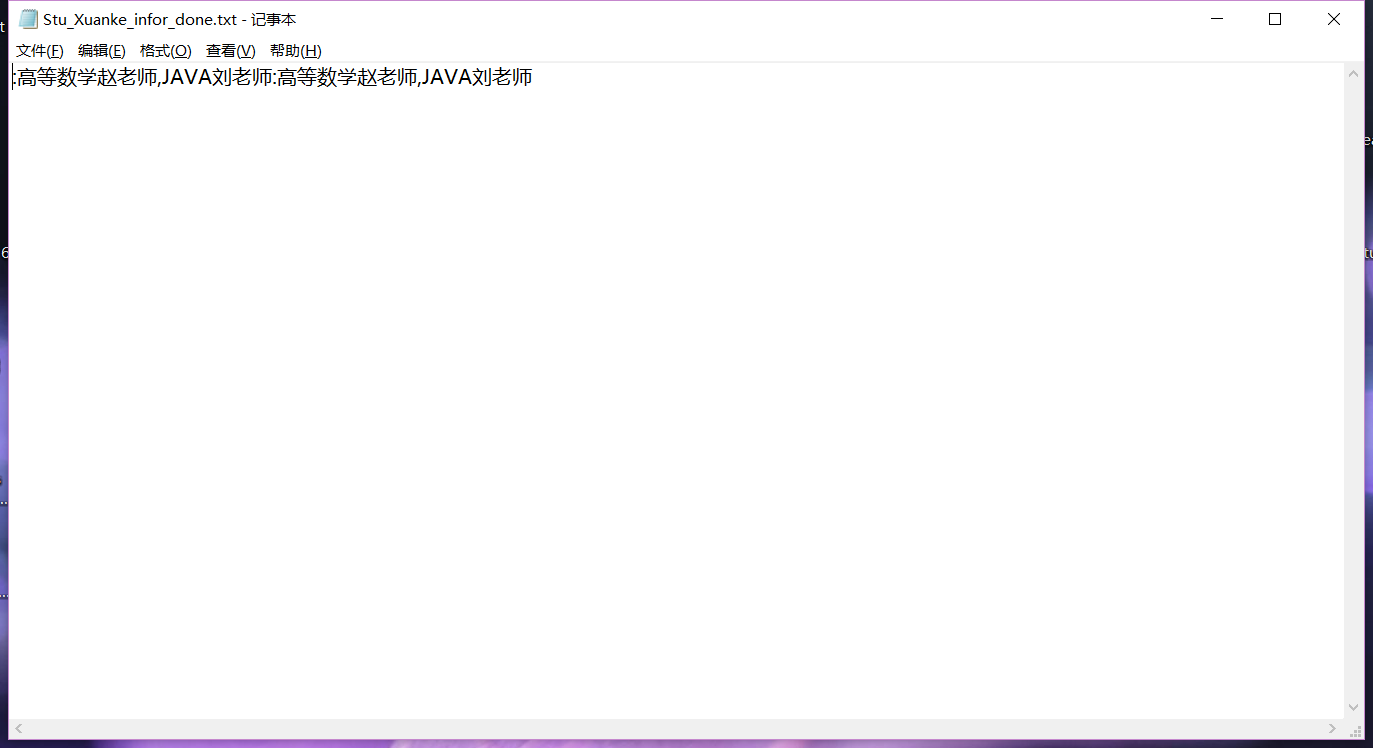 Stu_Xuanke_infor_done.txt - 记事本
文件(F) 编辑(E) 格式(O) 查看(V) 帮助(H)
:高等数学赵老师,JAVA刘老师:高等数学赵老师,JAVA刘老师
t
6